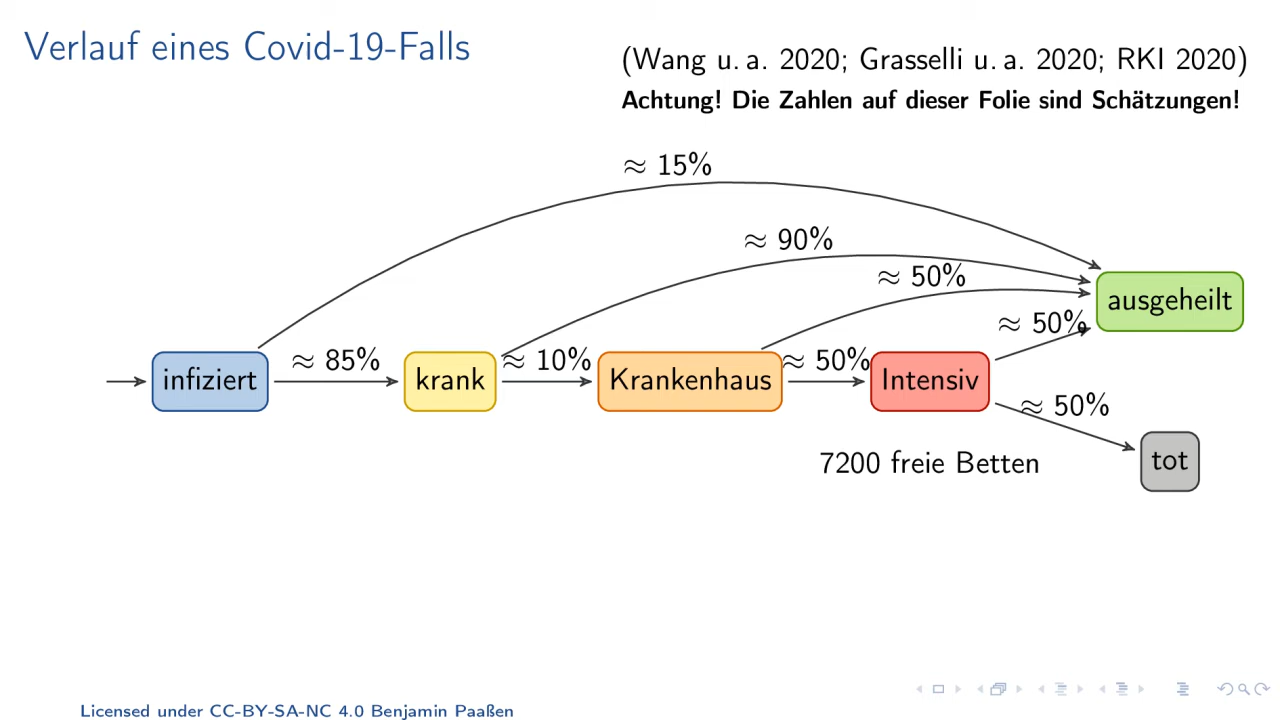 Verlauf eines Covid-19-Falls
(Wang u. a. 2020; Grasselli u. a. 2020; RKI 2020)
Achtung! Die Zahlen auf dieser Folie sind Schätzungen!
≈ 15%
≈ 90%
≈ 50%
ausgeheilt
≈ 50%
≈ 85%
≈ 10%
≈ 50%
infiziert
krank
Krankenhaus
Intensiv
≈ 50%
7200 freie Betten
tot
Licensed under CC-BY-SA-NC 4.0 Benjamin Paaßen